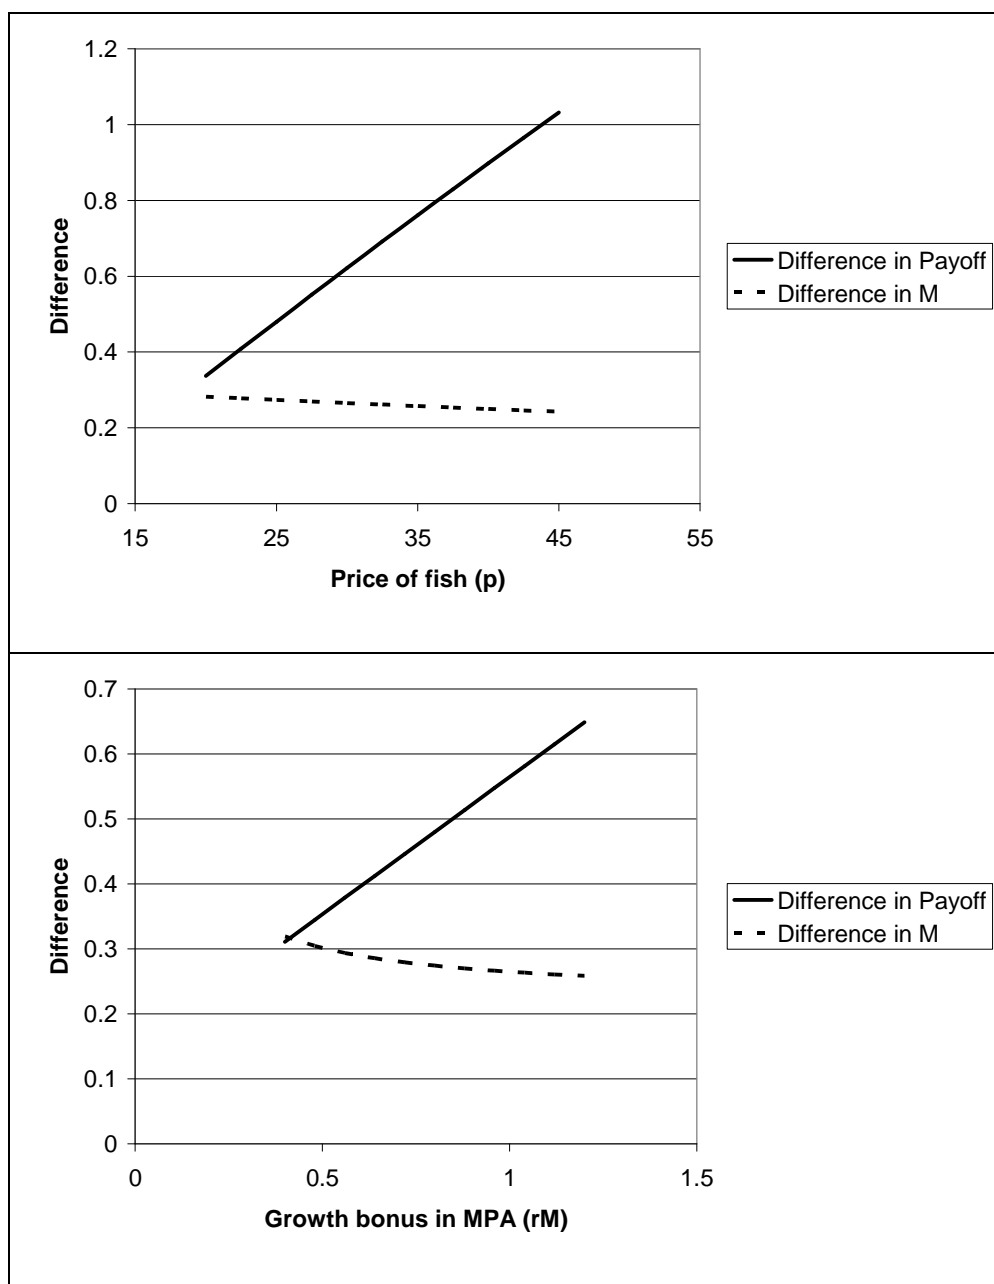 1.2
1
0.8
0.6
0.4
0.2
0
Difference
15 25 35 45 55
Price of fish (p)
Difference in Payoff
Difference in M
0.7
0.6
0.5
0.4
0.3
0.2
0.1
0
Difference
0 0.5 1 1.5
Growth bonus in MPA (rM)
Difference in Payoff
Difference in M